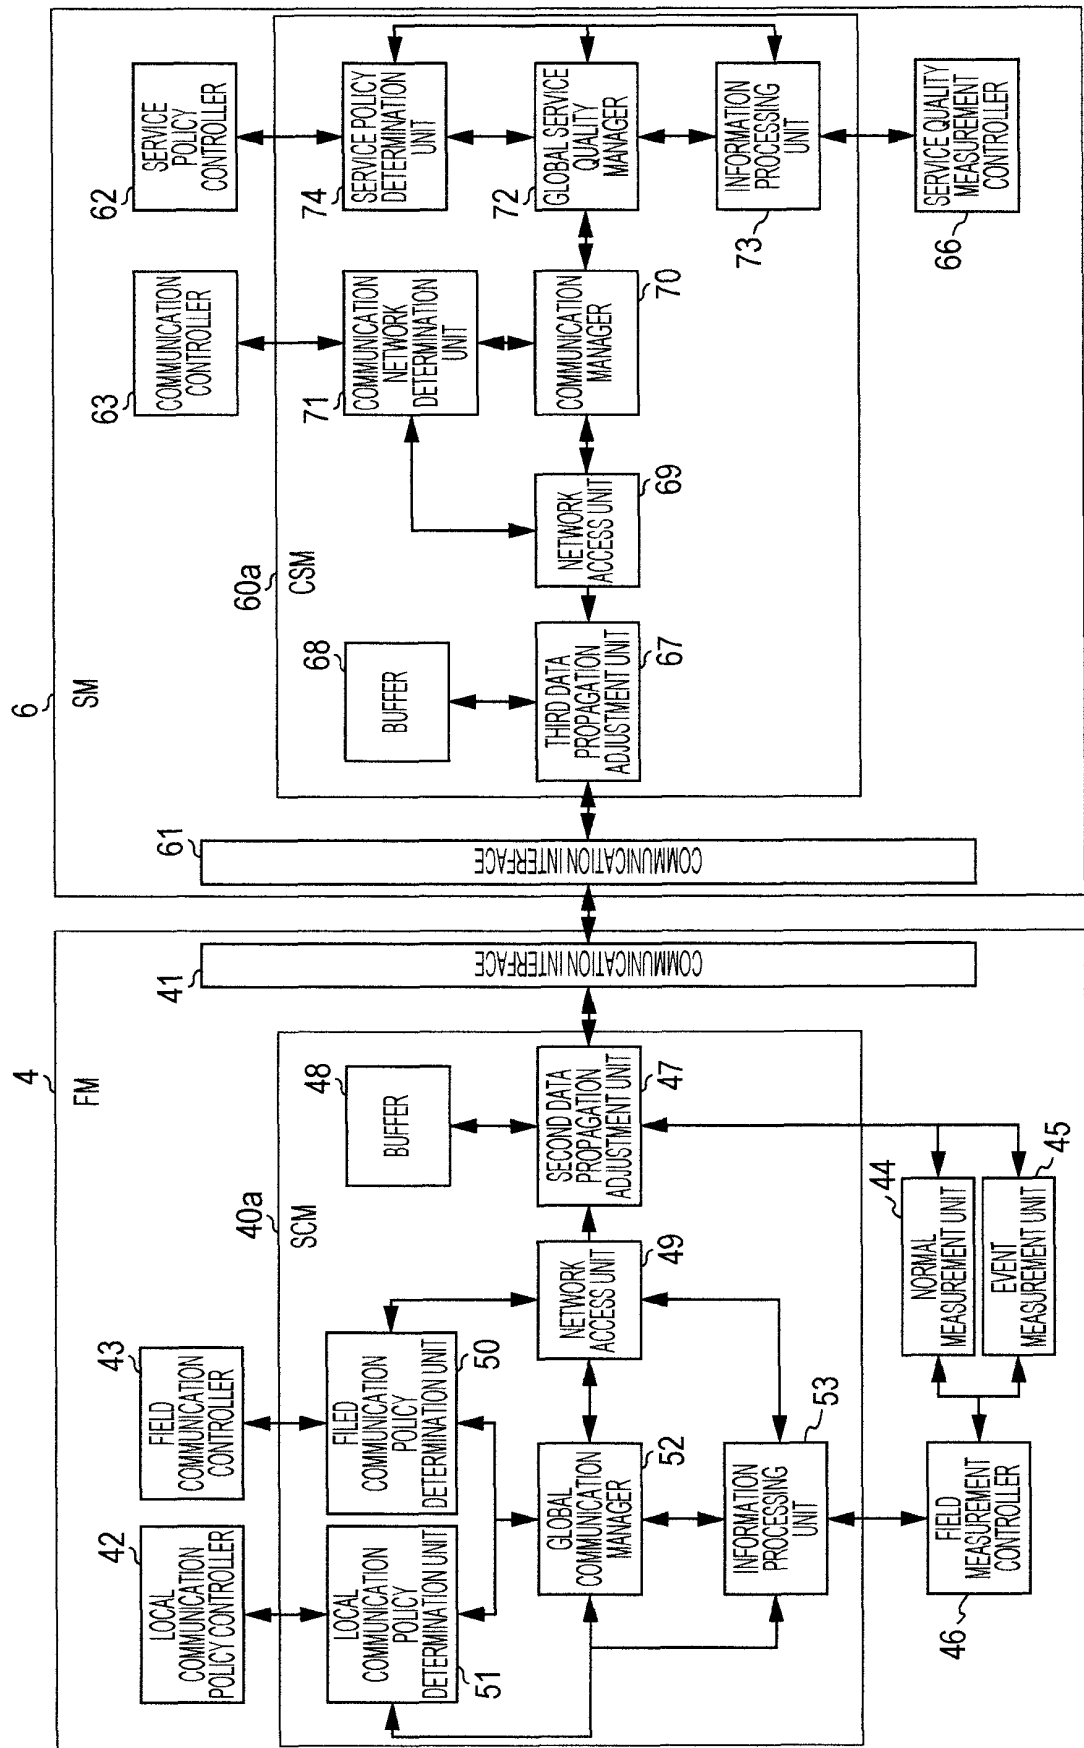 4
FM
42
LOCAL
COMMUNICATION
POLICY CONTROLLER
43
FIELD
COMMUNICATION
CONTROLLER
40a
SCM
LOCAL
COMMUNICATION
POLICY
DETERMINATION UNIT
51
FILED
COMMUNICATION
POLICY
DETERMINATION UNIT
50
48
BUFFER
GLOBAL
COMMUNICATION
MANAGER
52
NETWORK
ACCESS UNIT
49
SECOND DATA
PROPAGATION
ADJUSTMENT UNIT
47
INFORMATION
PROCESSING
UNIT
53
FIELD
MEASUREMENT
CONTROLLER
46
44
NORMAL
MEASUREMENT UNIT
EVENT
MEASUREMENT UNIT
45
41
COMMUNICATION INTERFACE
6
SM
61
COMMUNICATION INTERFACE
63
COMMUNICATION
CONTROLLER
62
SERVICE
POLICY
CONTROLLER
60a
CSM
68
BUFFER
71
COMMUNICATION
NETWORK
DETERMINATION
UNIT
74
SERVICE POLICY
DETERMINATION
UNIT
THIRD DATA
PROPAGATION
ADJUSTMENT UNIT
67
NETWORK
ACCESS UNIT
69
COMMUNICATION
MANAGER
70
72
GLOBAL SERVICE
QUALITY
MANAGER
73
INFORMATION
PROCESSING
UNIT
66
SERVICE QUALITY
MEASUREMENT
CONTROLLER